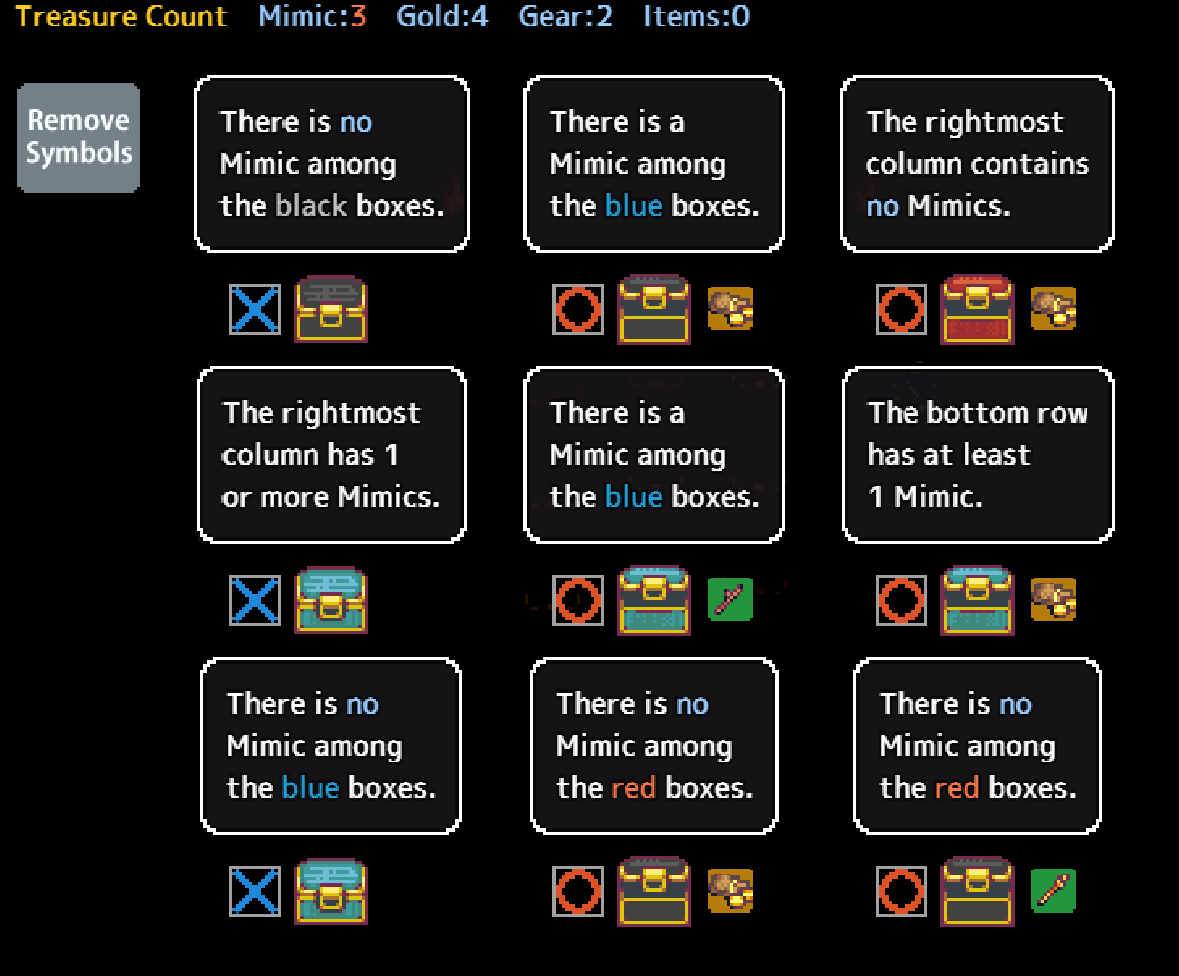 Treasure Count Mimic:3 Gold:4 Gear:2 Items:0
Remove
Symbols
There is no
Mimic among
the black boxes.
There is a
Mimic among
the blue boxes.
The rightmost
column contains
no Mimics.
The rightmost
column has 1
or more Mimics.
There is a
Mimic among
the blue boxes.
The bottom row
has at least
1 Mimic.
There is no
Mimic among
the blue boxes.
There is no
Mimic among
the red boxes.
There is no
Mimic among
the red boxes.